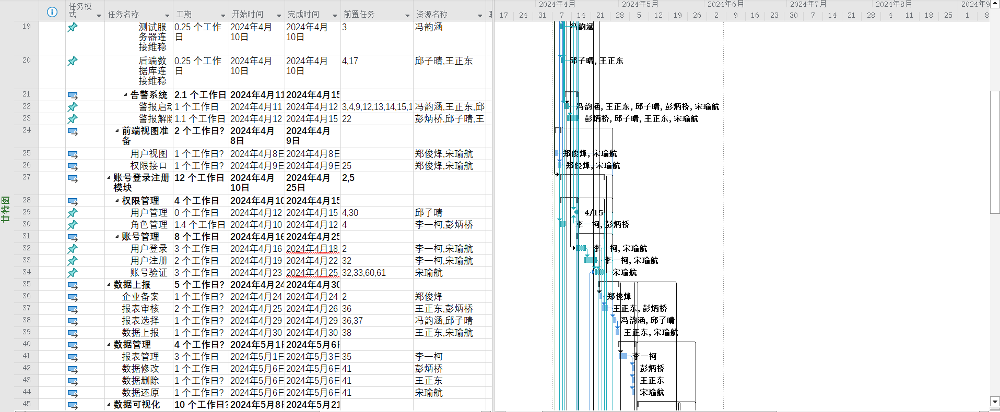 任务模式 任务名称 工期 开始时间 完成时间 前置任务 资源名称
2024年4月 2024年5月 2024年6月 2024年7月 2024年8月 2024年9
17 24 31 7 14 21 28 5 12 19 26 2 9 16 23 30 7 14 21 28 4 11 18 25 1 8
甘特图
19 测试服务器连接维稳 0.25 个工作日 2024年4月10日 2024年4月10日 3 冯韵涵 冯韵涵
20 后端数据库连接维稳 0.25 个工作日 2024年4月10日 2024年4月10日 4,17 邱子晴,王正东 邱子晴,王正东
21 告警系统 2.1 个工作日 2024年4月11 2024年4月15
22 警报启动 1 个工作日 2024年4月11 2024年4月12 3,4,9,12,13,14,15,1 冯韵涵,王正东,邱 冯韵涵,王正东,邱子晴,彭炳桥,宋瑜航
23 警报解除 1.1 个工作日 2024年4月12 2024年4月15 22 彭炳桥,邱子晴,王 彭炳桥,邱子晴,王正东,宋瑜航
24 前端视图准备 2 个工作日? 2024年4月8日 2024年4月9日
25 用户视图 1 个工作日? 2024年4月8日 2024年4月8日 郑俊烽,宋瑜航 郑俊烽,宋瑜航
26 权限接口 1 个工作日? 2024年4月9日 2024年4月9日 25 郑俊烽,宋瑜航 郑俊烽,宋瑜航
27 账号登录注册模块 12 个工作日 2024年4月10日 2024年4月25日 2,5
28 权限管理 4 个工作日 2024年4月10 2024年4月15
29 用户管理 0 个工作日 2024年4月12 2024年4月15 4,30 邱子晴 4/15
30 角色管理 1.4 个工作日 2024年4月10 2024年4月12 4 李一柯,彭炳桥 李一柯,彭炳桥
31 账号管理 8 个工作日 2024年4月16 2024年4月25
32 用户登录 3 个工作日 2024年4月16 2024年4月18 2 李一柯,宋瑜航 李一柯,宋瑜航
33 用户注册 2 个工作日 2024年4月19 2024年4月22 32 李一柯,宋瑜航 李一柯,宋瑜航
34 账号验证 3 个工作日 2024年4月23 2024年4月25 32,33,60,61 宋瑜航 宋瑜航
35 数据上报 5 个工作日? 2024年4月24 2024年4月30
36 企业备案 1 个工作日? 2024年4月24 2024年4月24 2 郑俊烽 郑俊烽
37 报表审核 2 个工作日? 2024年4月25 2024年4月26 36 王正东,彭炳桥 王正东,彭炳桥
38 报表选择 1 个工作日? 2024年4月29 2024年4月29 36,37 冯韵涵,邱子晴 冯韵涵,邱子晴
39 数据上报 1 个工作日? 2024年4月30 2024年4月30 38 王正东,宋瑜航 王正东,宋瑜航
40 数据管理 4 个工作日? 2024年5月1日 2024年5月6日
41 报表管理 3 个工作日 2024年5月1日 2024年5月3日 35 李一柯 李一柯
42 数据修改 1 个工作日 2024年5月6日 2024年5月6日 41 彭炳桥 彭炳桥
43 数据删除 1 个工作日? 2024年5月6日 2024年5月6日 41 王正东 王正东
44 数据还原 1 个工作日? 2024年5月6日 2024年5月6日 41 宋瑜航 宋瑜航
45 数据可视化 10 个工作日? 2024年5月8日 2024年5月21